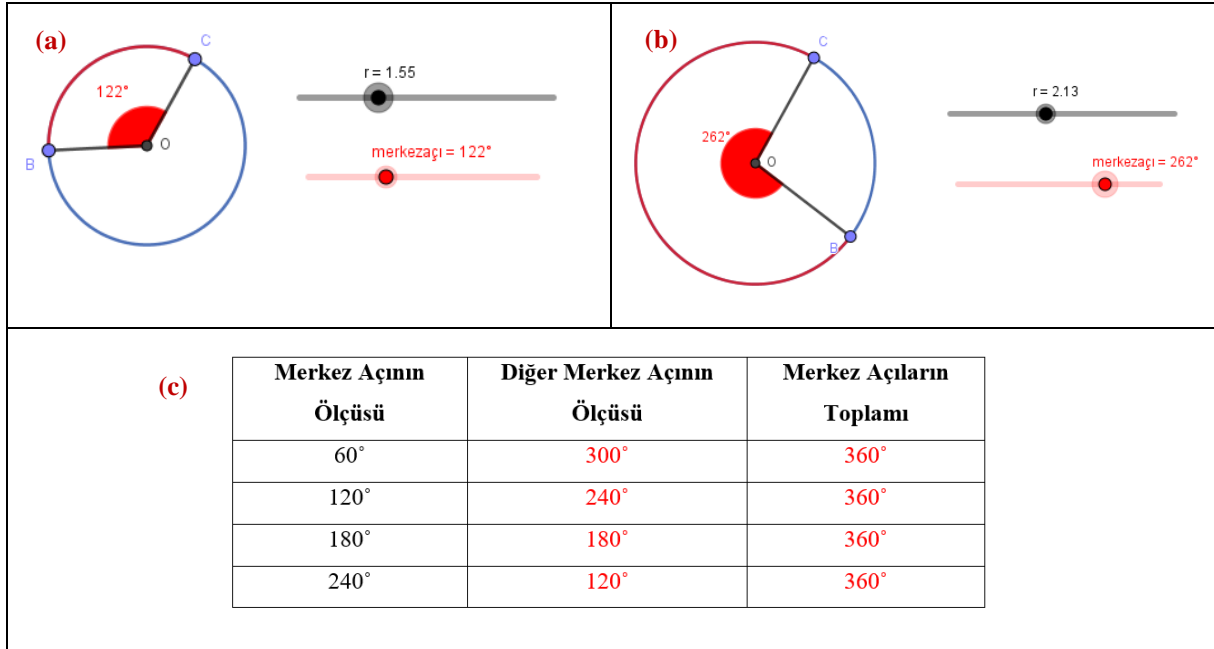 (a)
C
122°
O
B
r = 1.55
merkezaçı = 122°
(b)
C
262°
O
B
r = 2.13
merkezaçı = 262°
(c)
Merkez Açının Diğer Merkez Açının Merkez Açıların
Ölçüsü Ölçüsü Toplamı
60˚ 300˚ 360˚
120˚ 240˚ 360˚
180˚ 180˚ 360˚
240˚ 120˚ 360˚